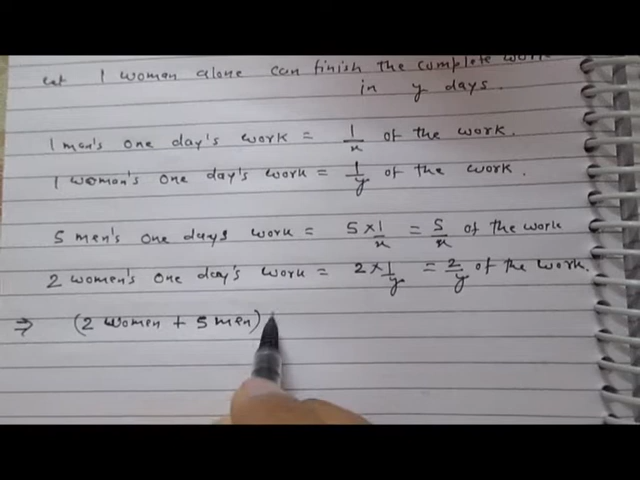 Let 1 woman alone can finish the complete work
in y days.
1 man's one day's work = 1/x of the work.
1 woman's one day's work = 1/y of the work.
5 men's one days work = 5 × 1/x = 5/x of the work
2 women's one day's work = 2 × 1/y = 2/y of the work.
⇒ (2 women + 5 men)